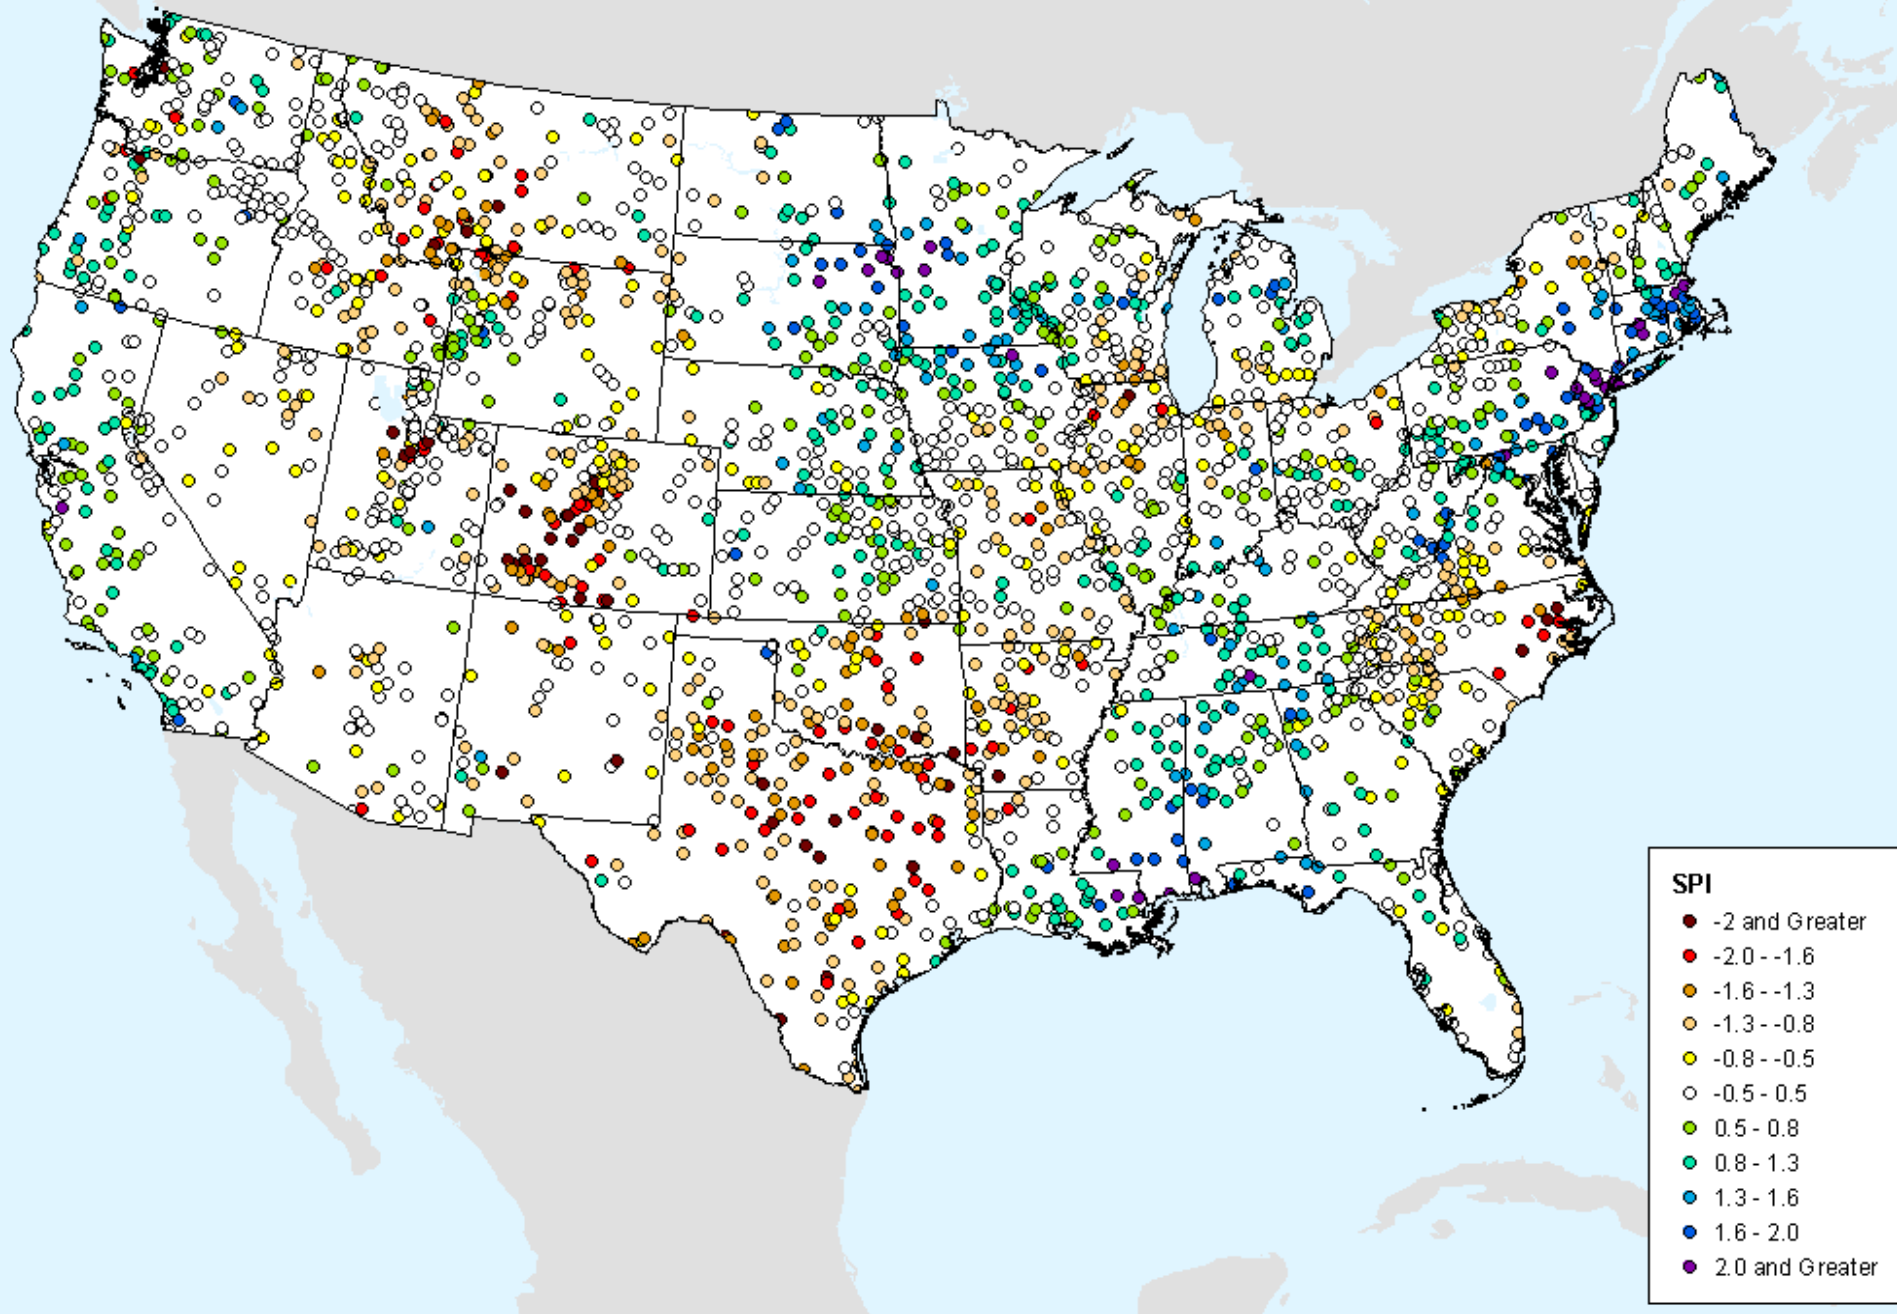 SPI
-2 and Greater
-2.0 - -1.6
-1.6 - -1.3
-1.3 - -0.8
-0.8 - -0.5
-0.5 - 0.5
0.5 - 0.8
0.8 - 1.3
1.3 - 1.6
1.6 - 2.0
2.0 and Greater